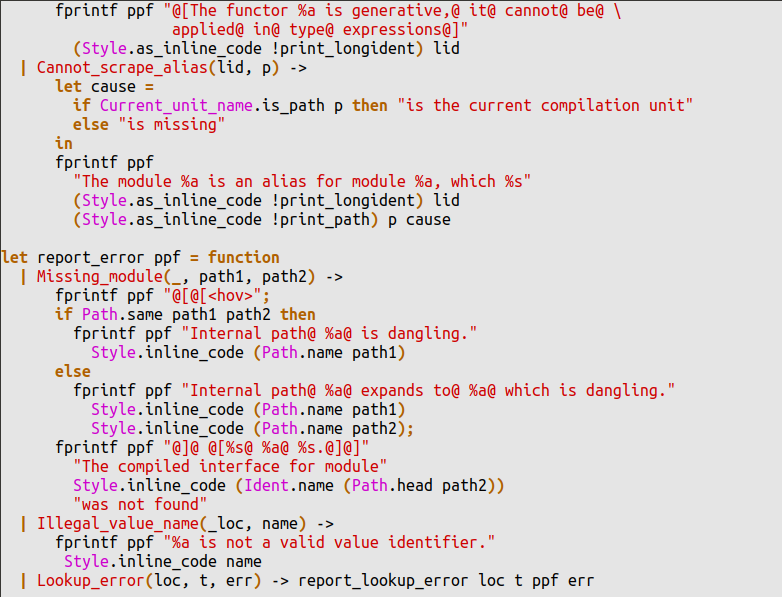 fprintf ppf "@[The functor %a is generative,@ it@ cannot@ be@ \
applied@ in@ type@ expressions@]"
(Style.as_inline_code !print_longident) lid
| Cannot_scrape_alias(lid, p) ->
let cause =
if Current_unit_name.is_path p then "is the current compilation unit"
else "is missing"
in
fprintf ppf
"The module %a is an alias for module %a, which %s"
(Style.as_inline_code !print_longident) lid
(Style.as_inline_code !print_path) p cause
let report_error ppf = function
| Missing_module(_, path1, path2) ->
fprintf ppf "@[@[<hov>";
if Path.same path1 path2 then
fprintf ppf "Internal path@ %a@ is dangling."
Style.inline_code (Path.name path1)
else
fprintf ppf "Internal path@ %a@ expands to@ %a@ which is dangling."
Style.inline_code (Path.name path1)
Style.inline_code (Path.name path2);
fprintf ppf "@]@ @[%s@ %a@ %s.@]@]"
"The compiled interface for module"
Style.inline_code (Ident.name (Path.head path2))
"was not found"
| Illegal_value_name(_loc, name) ->
fprintf ppf "%a is not a valid value identifier."
Style.inline_code name
| Lookup_error(loc, t, err) -> report_lookup_error loc t ppf err